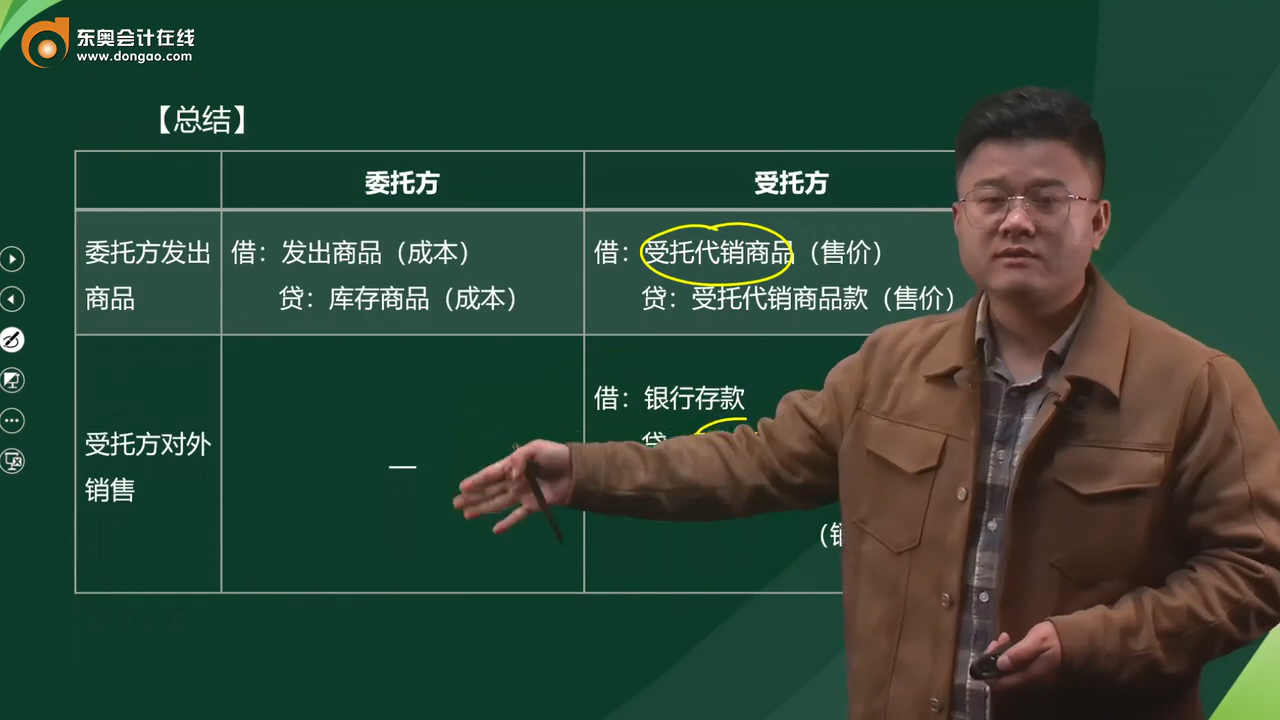 东奥会计在线
www.dongao.com
【总结】
委托方
受托方
委托方发出
商品
借：发出商品（成本）
贷：库存商品（成本）
借：受托代销商品（售价）
贷：受托代销商品款（售价）
受托方对外
销售
—
借：银行存款
贷